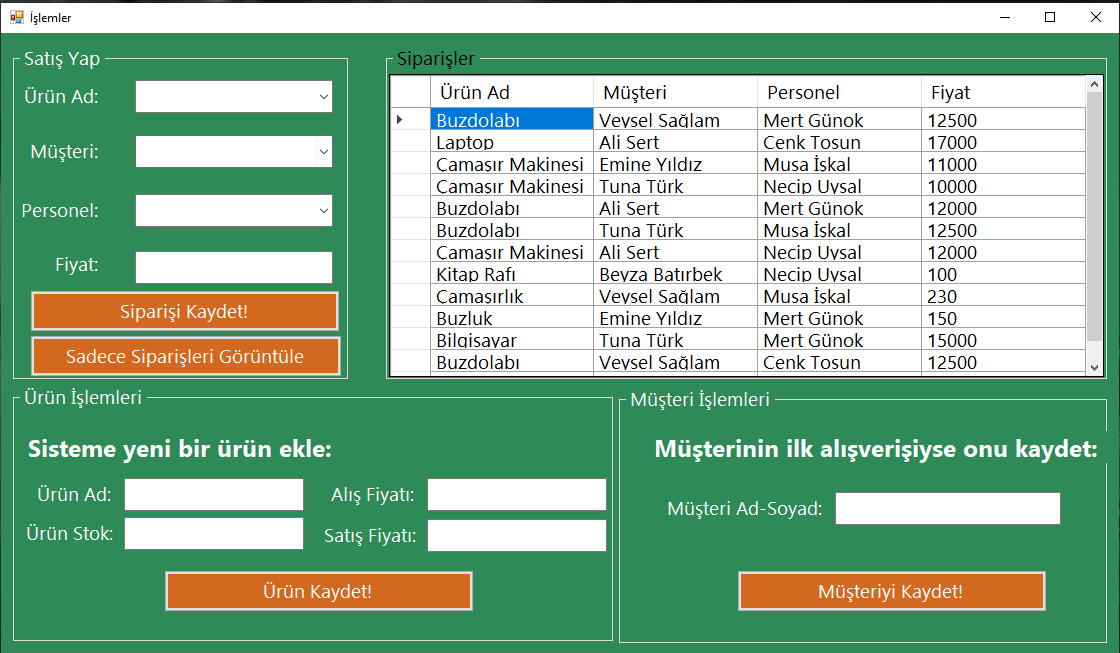 İşlemler
Satış Yap
Ürün Ad:
Müşteri:
Personel:
Fiyat:
Siparişi Kaydet!
Sadece Siparişleri Görüntüle
Siparişler
Ürün Ad Müşteri Personel Fiyat
Buzdolabı Veysel Sağlam Mert Günok 12500
Laptop Ali Sert Cenk Tosun 17000
Camaşır Makinesi Emine Yıldız Musa İskal 11000
Camaşır Makinesi Tuna Türk Necip Uysal 10000
Buzdolabı Ali Sert Mert Günok 12000
Buzdolabı Tuna Türk Musa İskal 12500
Camaşır Makinesi Ali Sert Necip Uysal 12000
Kitap Rafı Beyza Batırbek Necip Uysal 100
Camaşırlık Veysel Sağlam Musa İskal 230
Buzluk Emine Yıldız Mert Günok 150
Bilgisayar Tuna Türk Mert Günok 15000
Buzdolabı Veysel Sağlam Cenk Tosun 12500
Ürün İşlemleri
Sisteme yeni bir ürün ekle:
Ürün Ad: Alış Fiyatı:
Ürün Stok: Satış Fiyatı:
Ürün Kaydet!
Müşteri İşlemleri
Müşterinin ilk alışverişiyse onu kaydet:
Müşteri Ad-Soyad:
Müşteriyi Kaydet!